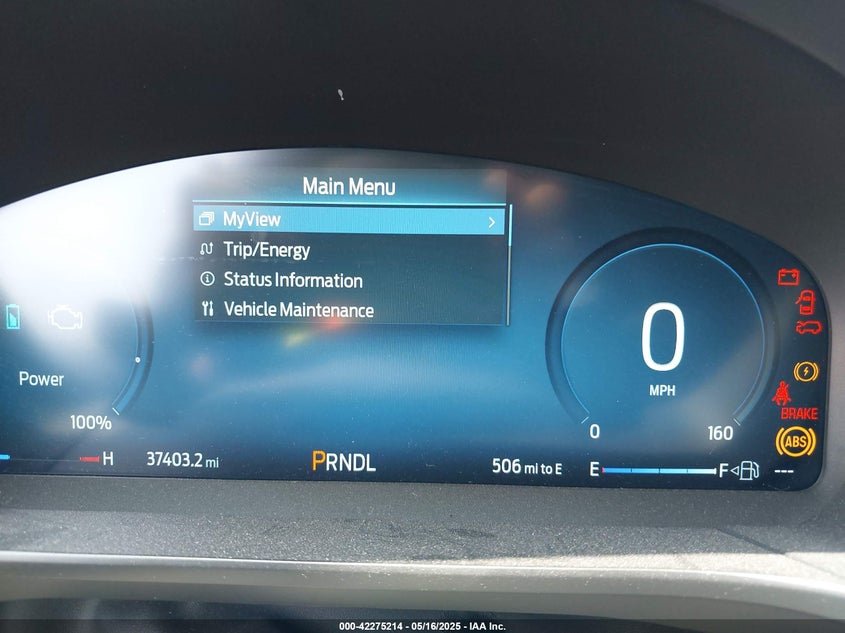 Main Menu
MyView
Trip/Energy
Status Information
Vehicle Maintenance
Power
100%
H
37403.2 mi
PRNDL
506 mi to E
E
F
0
MPH
0
160
BRAKE
ABS
---
000-42275214 - 05/16/2025 - IAA Inc.